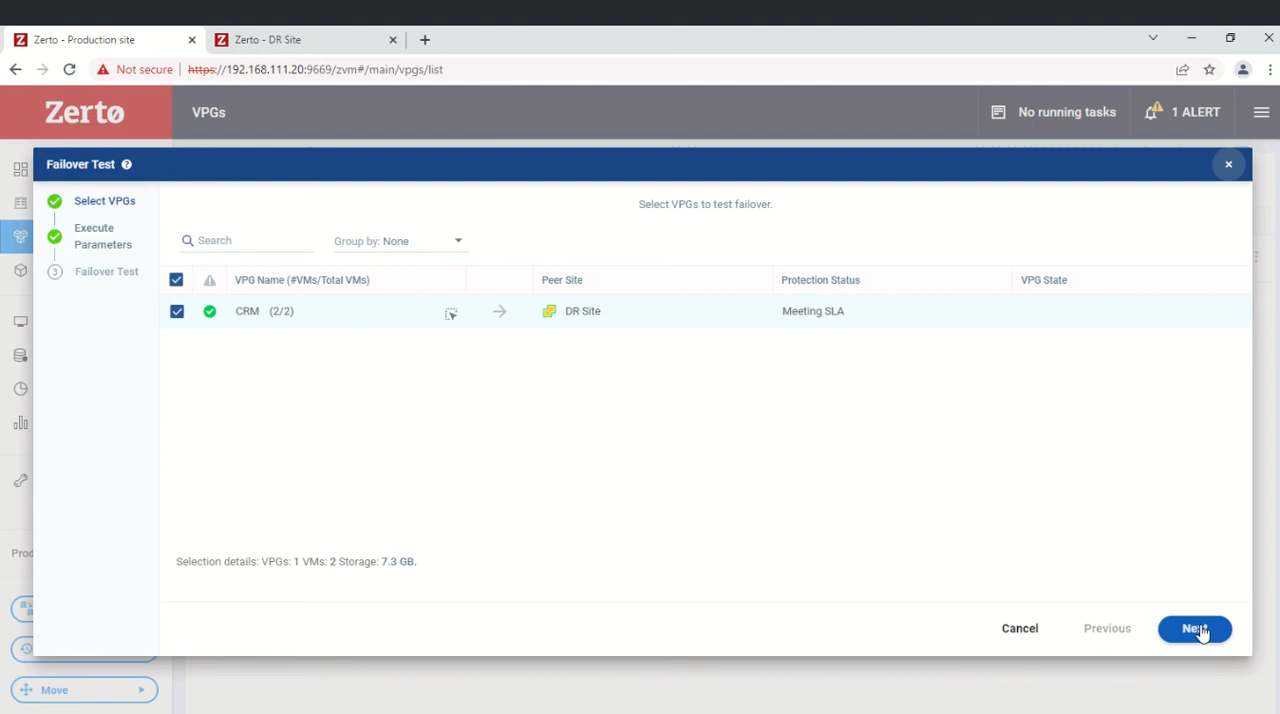 Zerto - Production site
Zerto - DR Site
Not secure
https://192.168.111.20:9669/zvm#/main/vpgs/list
Zerto
VPGs
No running tasks
1 ALERT
Failover Test
Select VPGs
Execute
Parameters
3 Failover Test
Select VPGs to test failover.
Search
Group by: None
VPG Name (#VMs/Total VMs)
Peer Site
Protection Status
VPG State
CRM (2/2)
DR Site
Meeting SLA
Selection details: VPGs: 1 VMs: 2 Storage: 7.3 GB.
Cancel
Previous
Next
Move